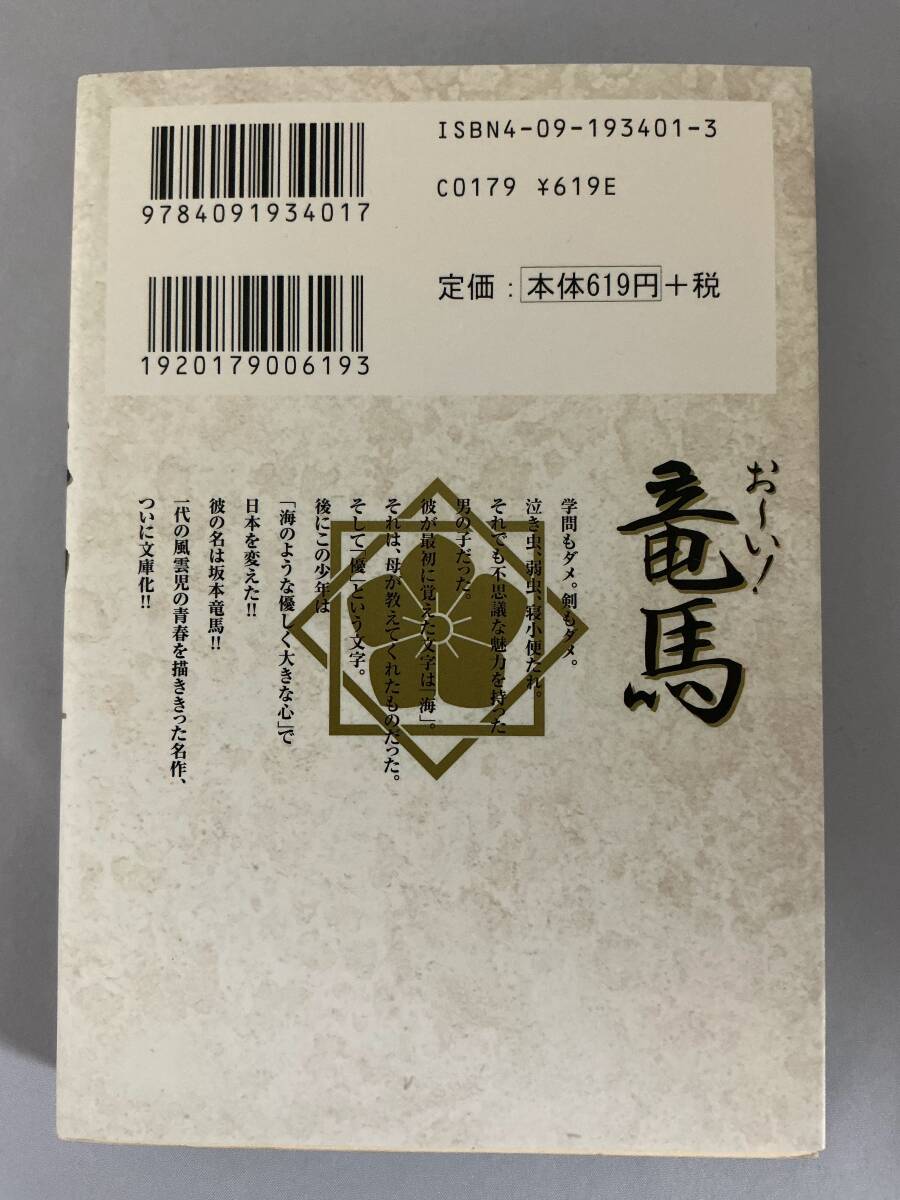 ISBN4-09-193401-3
C0179 ¥619E
9784091934017
定価：本体619円＋税
1920179006193
お〜い！
竜馬
学問もダメ。剣もダメ。
泣き虫、弱虫、寝小便たれ。
それでも不思議な魅力を持った
男の子だった。
彼が最初に覚えた文字は「海」。
それは、母が教えてくれたものだった。
そして「優」という文字。
後にこの少年は
「海のような優しく大きな心」で
日本を変えた!!
彼の名は坂本竜馬!!
一代の風雲児の青春を描ききった名作、
ついに文庫化!!